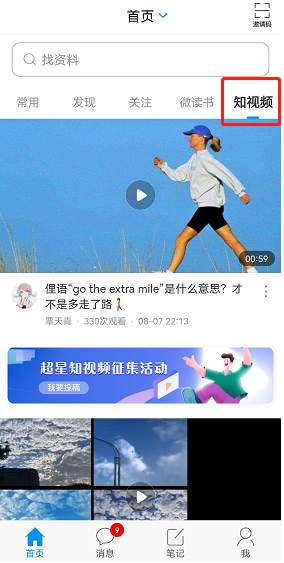 首页
邀请码
找资料
常用
发现
关注
微读书
知视频
00:59
俚语“go the extra mile”是什么意思？才
不是多走了路🚶
覃天青 · 330次观看 · 08-07 22:13
超星知视频征集活动
我要投稿
9
首页
消息
笔记
我